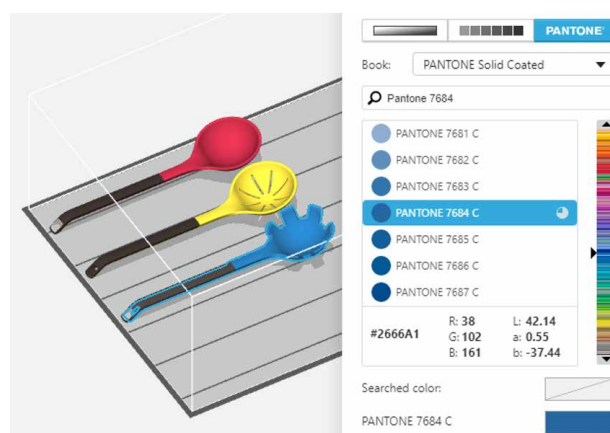 PANTONE®
Book: PANTONE Solid Coated
Pantone 7684
PANTONE 7681 C
PANTONE 7682 C
PANTONE 7683 C
PANTONE 7684 C
PANTONE 7685 C
PANTONE 7686 C
PANTONE 7687 C
#2666A1
R: 38 L: 42.14
G: 102 a: 0.55
B: 161 b: -37.44
Searched color:
PANTONE 7684 C